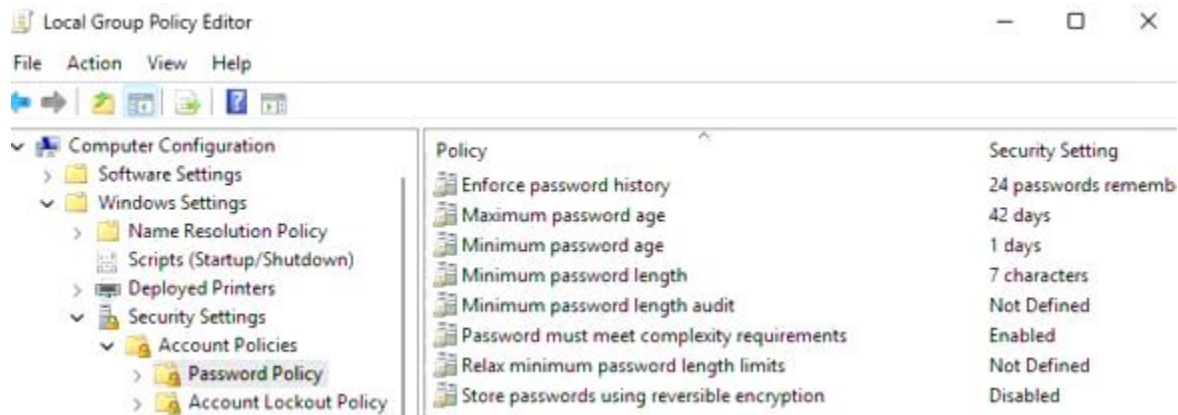 Local Group Policy Editor
File Action View Help
Computer Configuration
Software Settings
Windows Settings
Name Resolution Policy
Scripts (Startup/Shutdown)
Deployed Printers
Security Settings
Account Policies
Password Policy
Account Lockout Policy
Policy Security Setting
Enforce password history 24 passwords rememb
Maximum password age 42 days
Minimum password age 1 days
Minimum password length 7 characters
Minimum password length audit Not Defined
Password must meet complexity requirements Enabled
Relax minimum password length limits Not Defined
Store passwords using reversible encryption Disabled